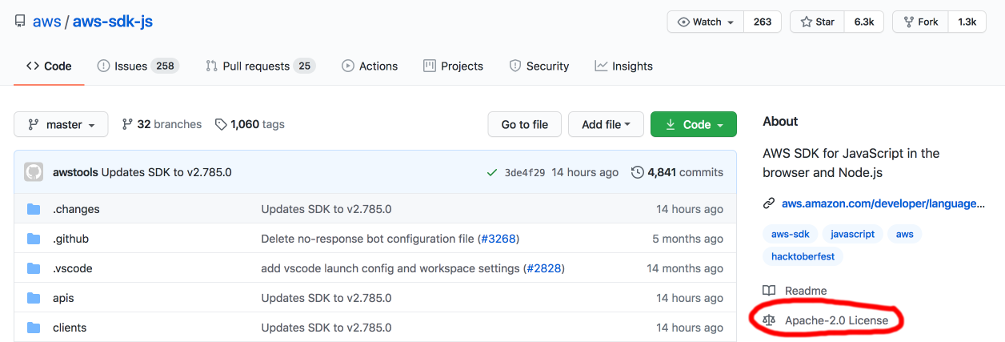 aws / aws-sdk-js
Watch 263 Star 6.3k Fork 1.3k
Code Issues 258 Pull requests 25 Actions Projects Security Insights
master 32 branches 1,060 tags Go to file Add file Code
awstools Updates SDK to v2.785.0 3de4f29 14 hours ago 4,841 commits
.changes Updates SDK to v2.785.0 14 hours ago
.github Delete no-response bot configuration file (#3268) 5 months ago
.vscode add vscode launch config and workspace settings (#2828) 14 months ago
apis Updates SDK to v2.785.0 14 hours ago
clients Updates SDK to v2.785.0 14 hours ago
About
AWS SDK for JavaScript in the
browser and Node.js
aws.amazon.com/developer/language...
aws-sdk javascript aws
hacktoberfest
Readme
Apache-2.0 License